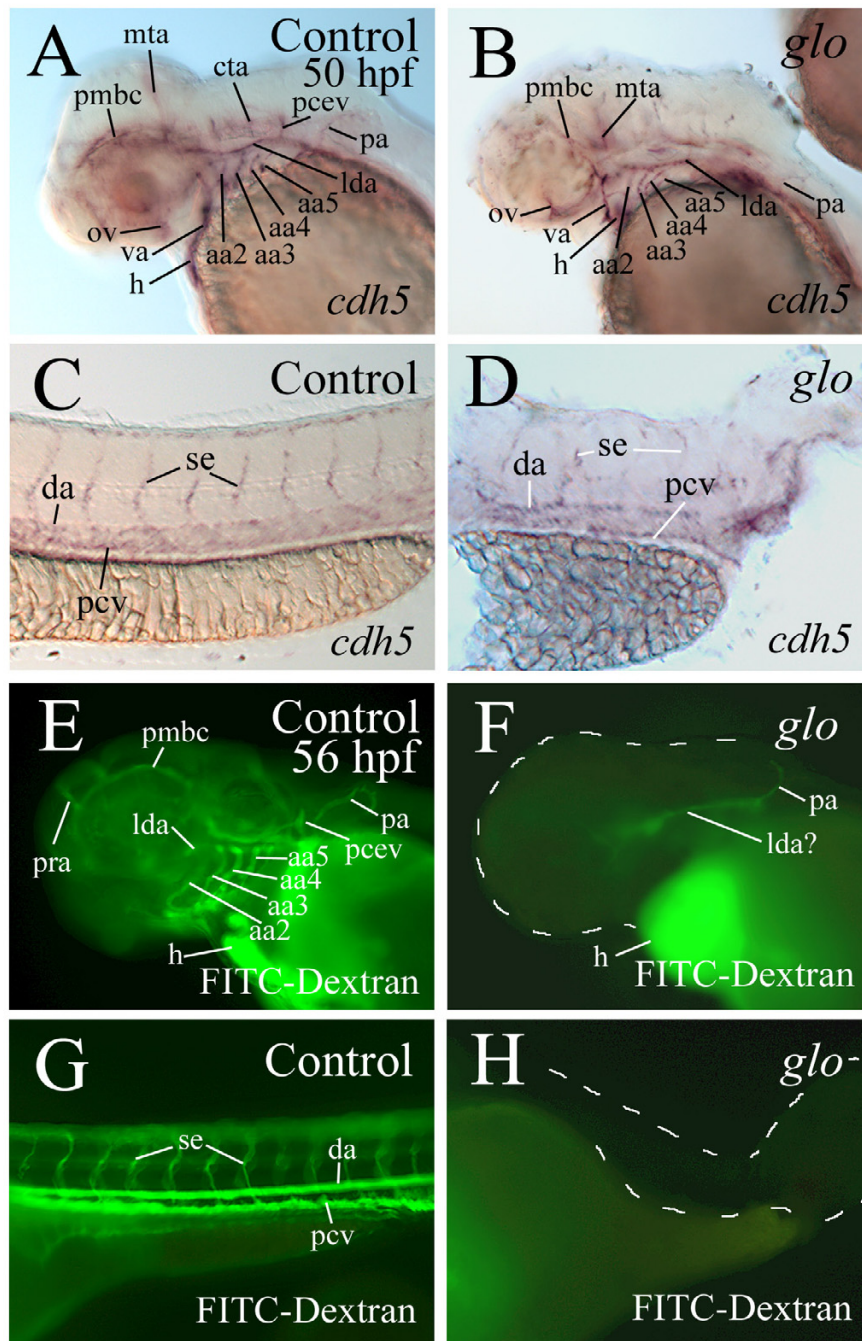 A
Control
50 hpf
mta
pmbc
cta
pcev
pa
lda
aa5
aa4
aa3
aa2
ov
va
h
cdh5
B
glo
pmbc
mta
ov
va
h
aa2
aa3
aa4
aa5
lda
pa
cdh5
C
Control
se
da
pcv
cdh5
D
glo
se
da
pcv
cdh5
E
Control
56 hpf
pmbc
lda
pra
pa
pcev
aa5
aa4
aa3
aa2
h
FITC-Dextran
F
glo
pa
lda?
h
FITC-Dextran
G
Control
se
da
pcv
FITC-Dextran
H
glo
FITC-Dextran